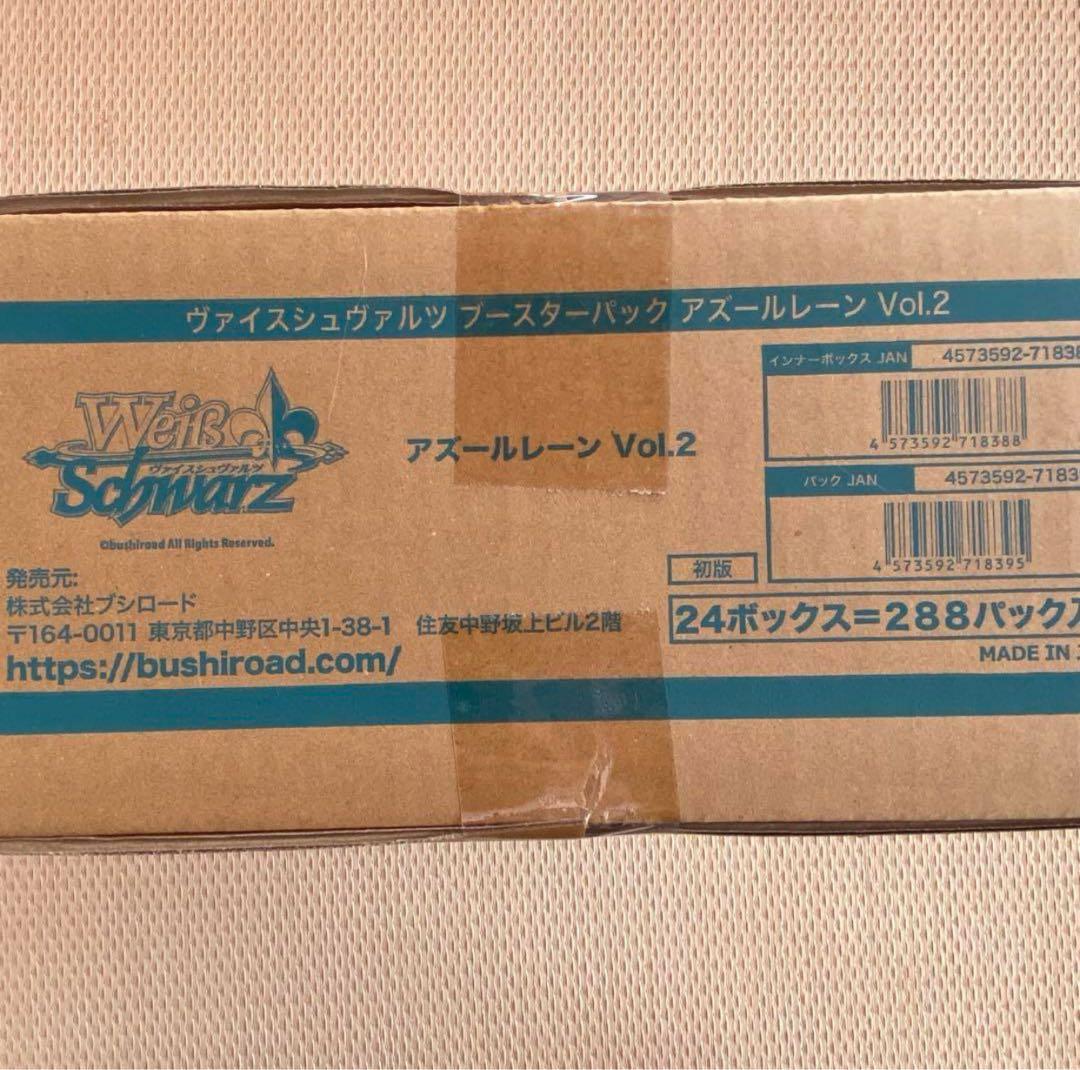 ヴァイスシュヴァルツ ブースターパック アズールレーン Vol.2
Weiß
ヴァイスシュヴァルツ
Schwarz
©bushiroad All Rights Reserved.
アズールレーン Vol.2
インナーボックス JAN 4573592-71838
4 573592 718388
パック JAN 4573592-7183
4 573592 718395
初版
24ボックス=288パック入
MADE IN
発売元:
株式会社ブシロード
〒164-0011 東京都中野区中央1-38-1 住友中野坂上ビル2階
https://bushiroad.com/